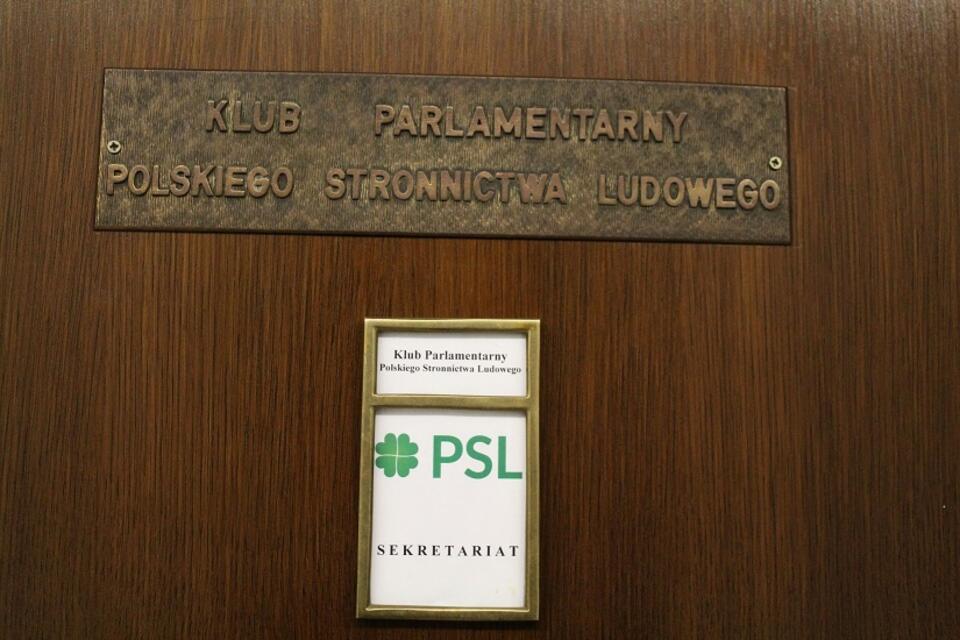 KLUB PARLAMENTARNY
POLSKIEGO STRONNICTWA LUDOWEGO
Klub Parlamentarny
Polskiego Stronnictwa Ludowego
PSL
SEKRETARIAT